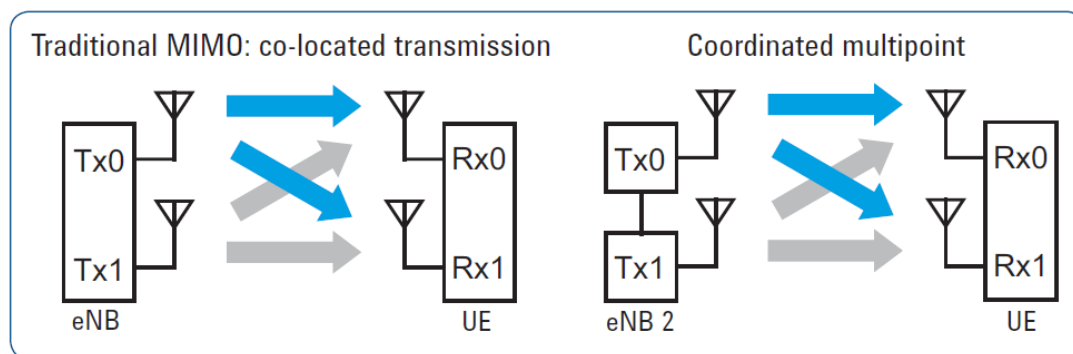 Traditional MIMO: co-located transmission
Coordinated multipoint
Tx0
Rx0
Tx1
Rx1
eNB
UE
Tx0
Rx0
Tx1
Rx1
eNB 2
UE